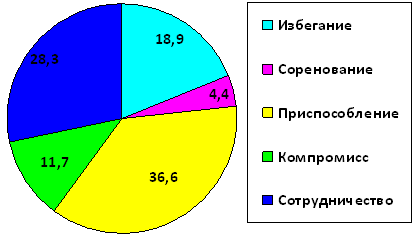 18,9
4,4
36,6
11,7
28,3
Избегание
Соренование
Приспособление
Компромисс
Сотрудничество